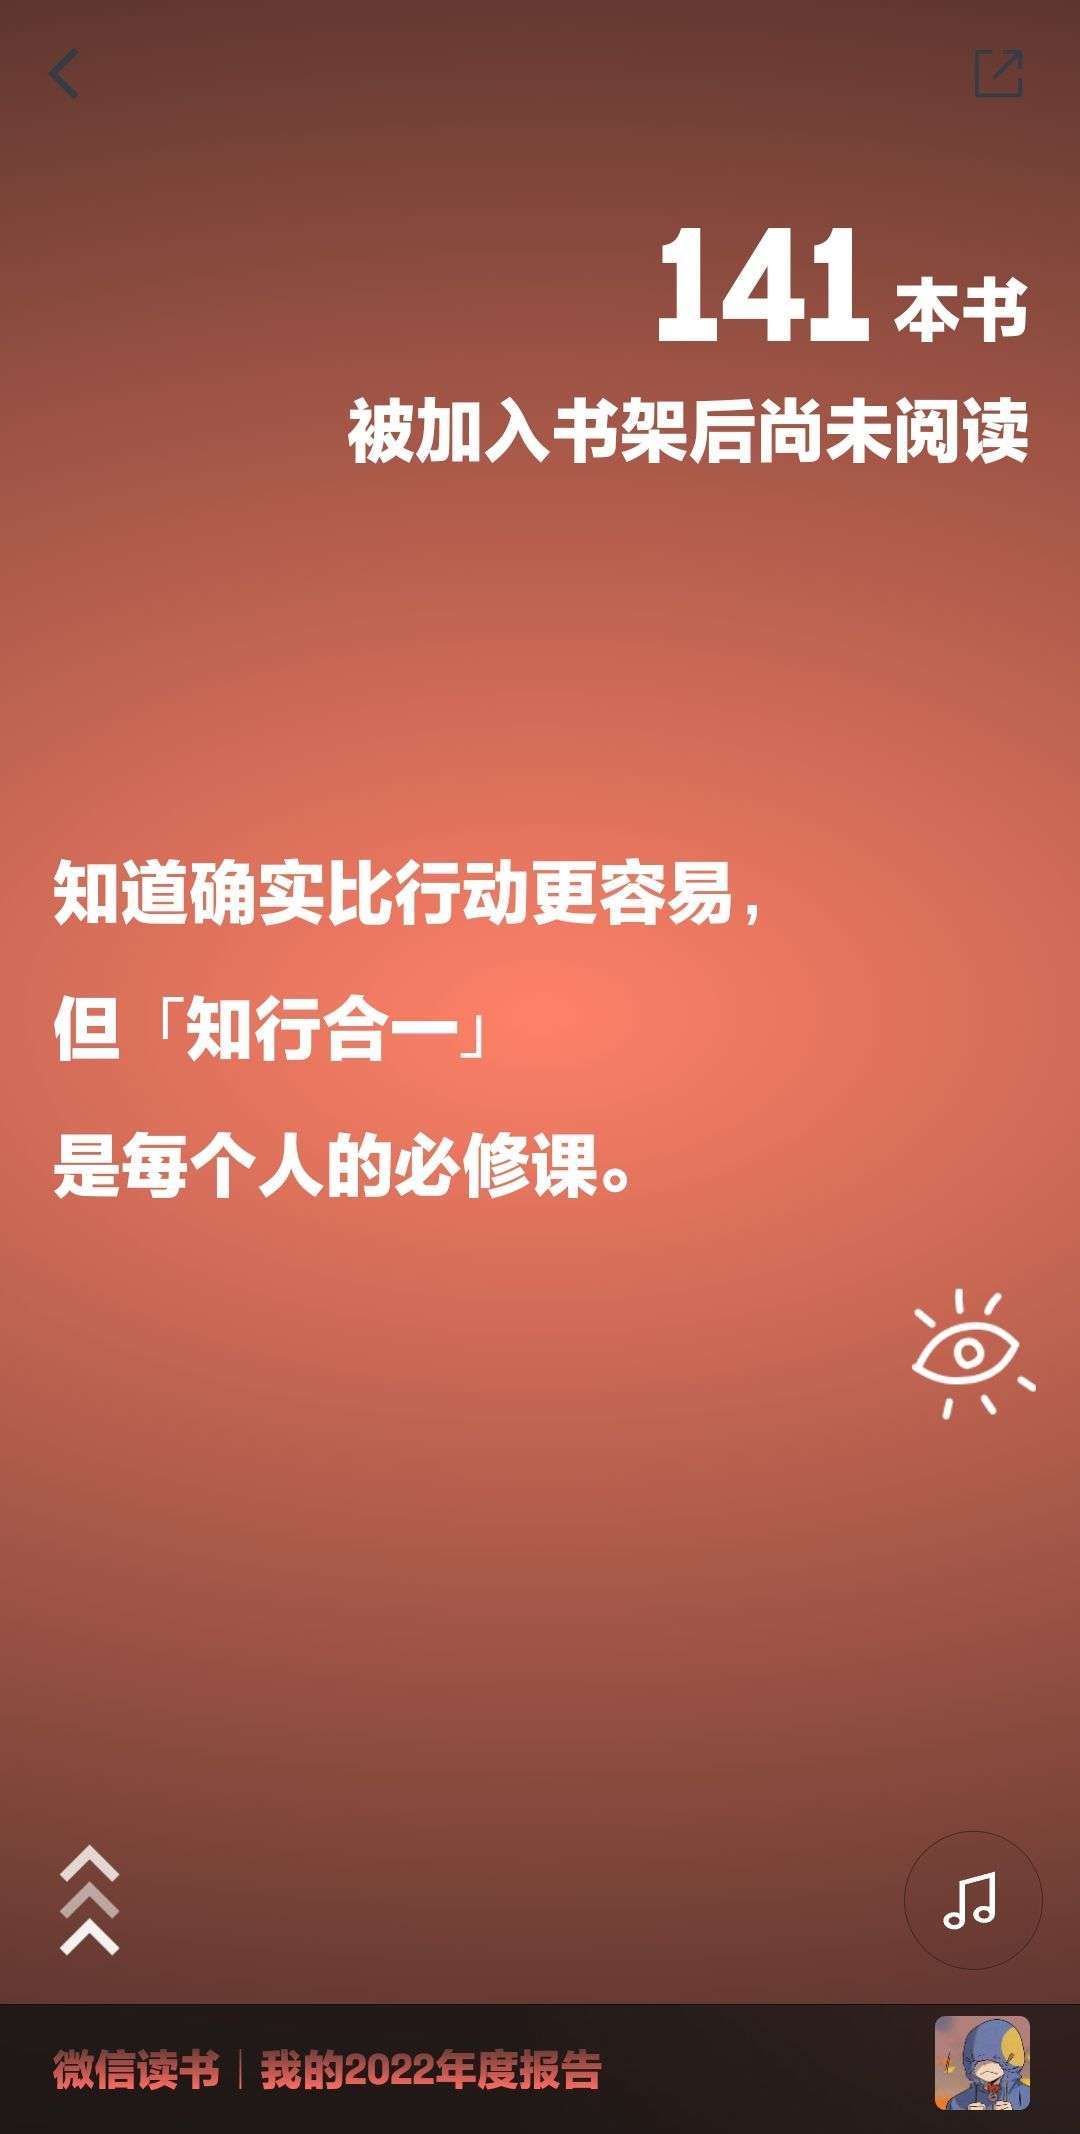 141 本书
被加入书架后尚未阅读
知道确实比行动更容易，
但「知行合一」
是每个人的必修课。
微信读书｜我的2022年度报告